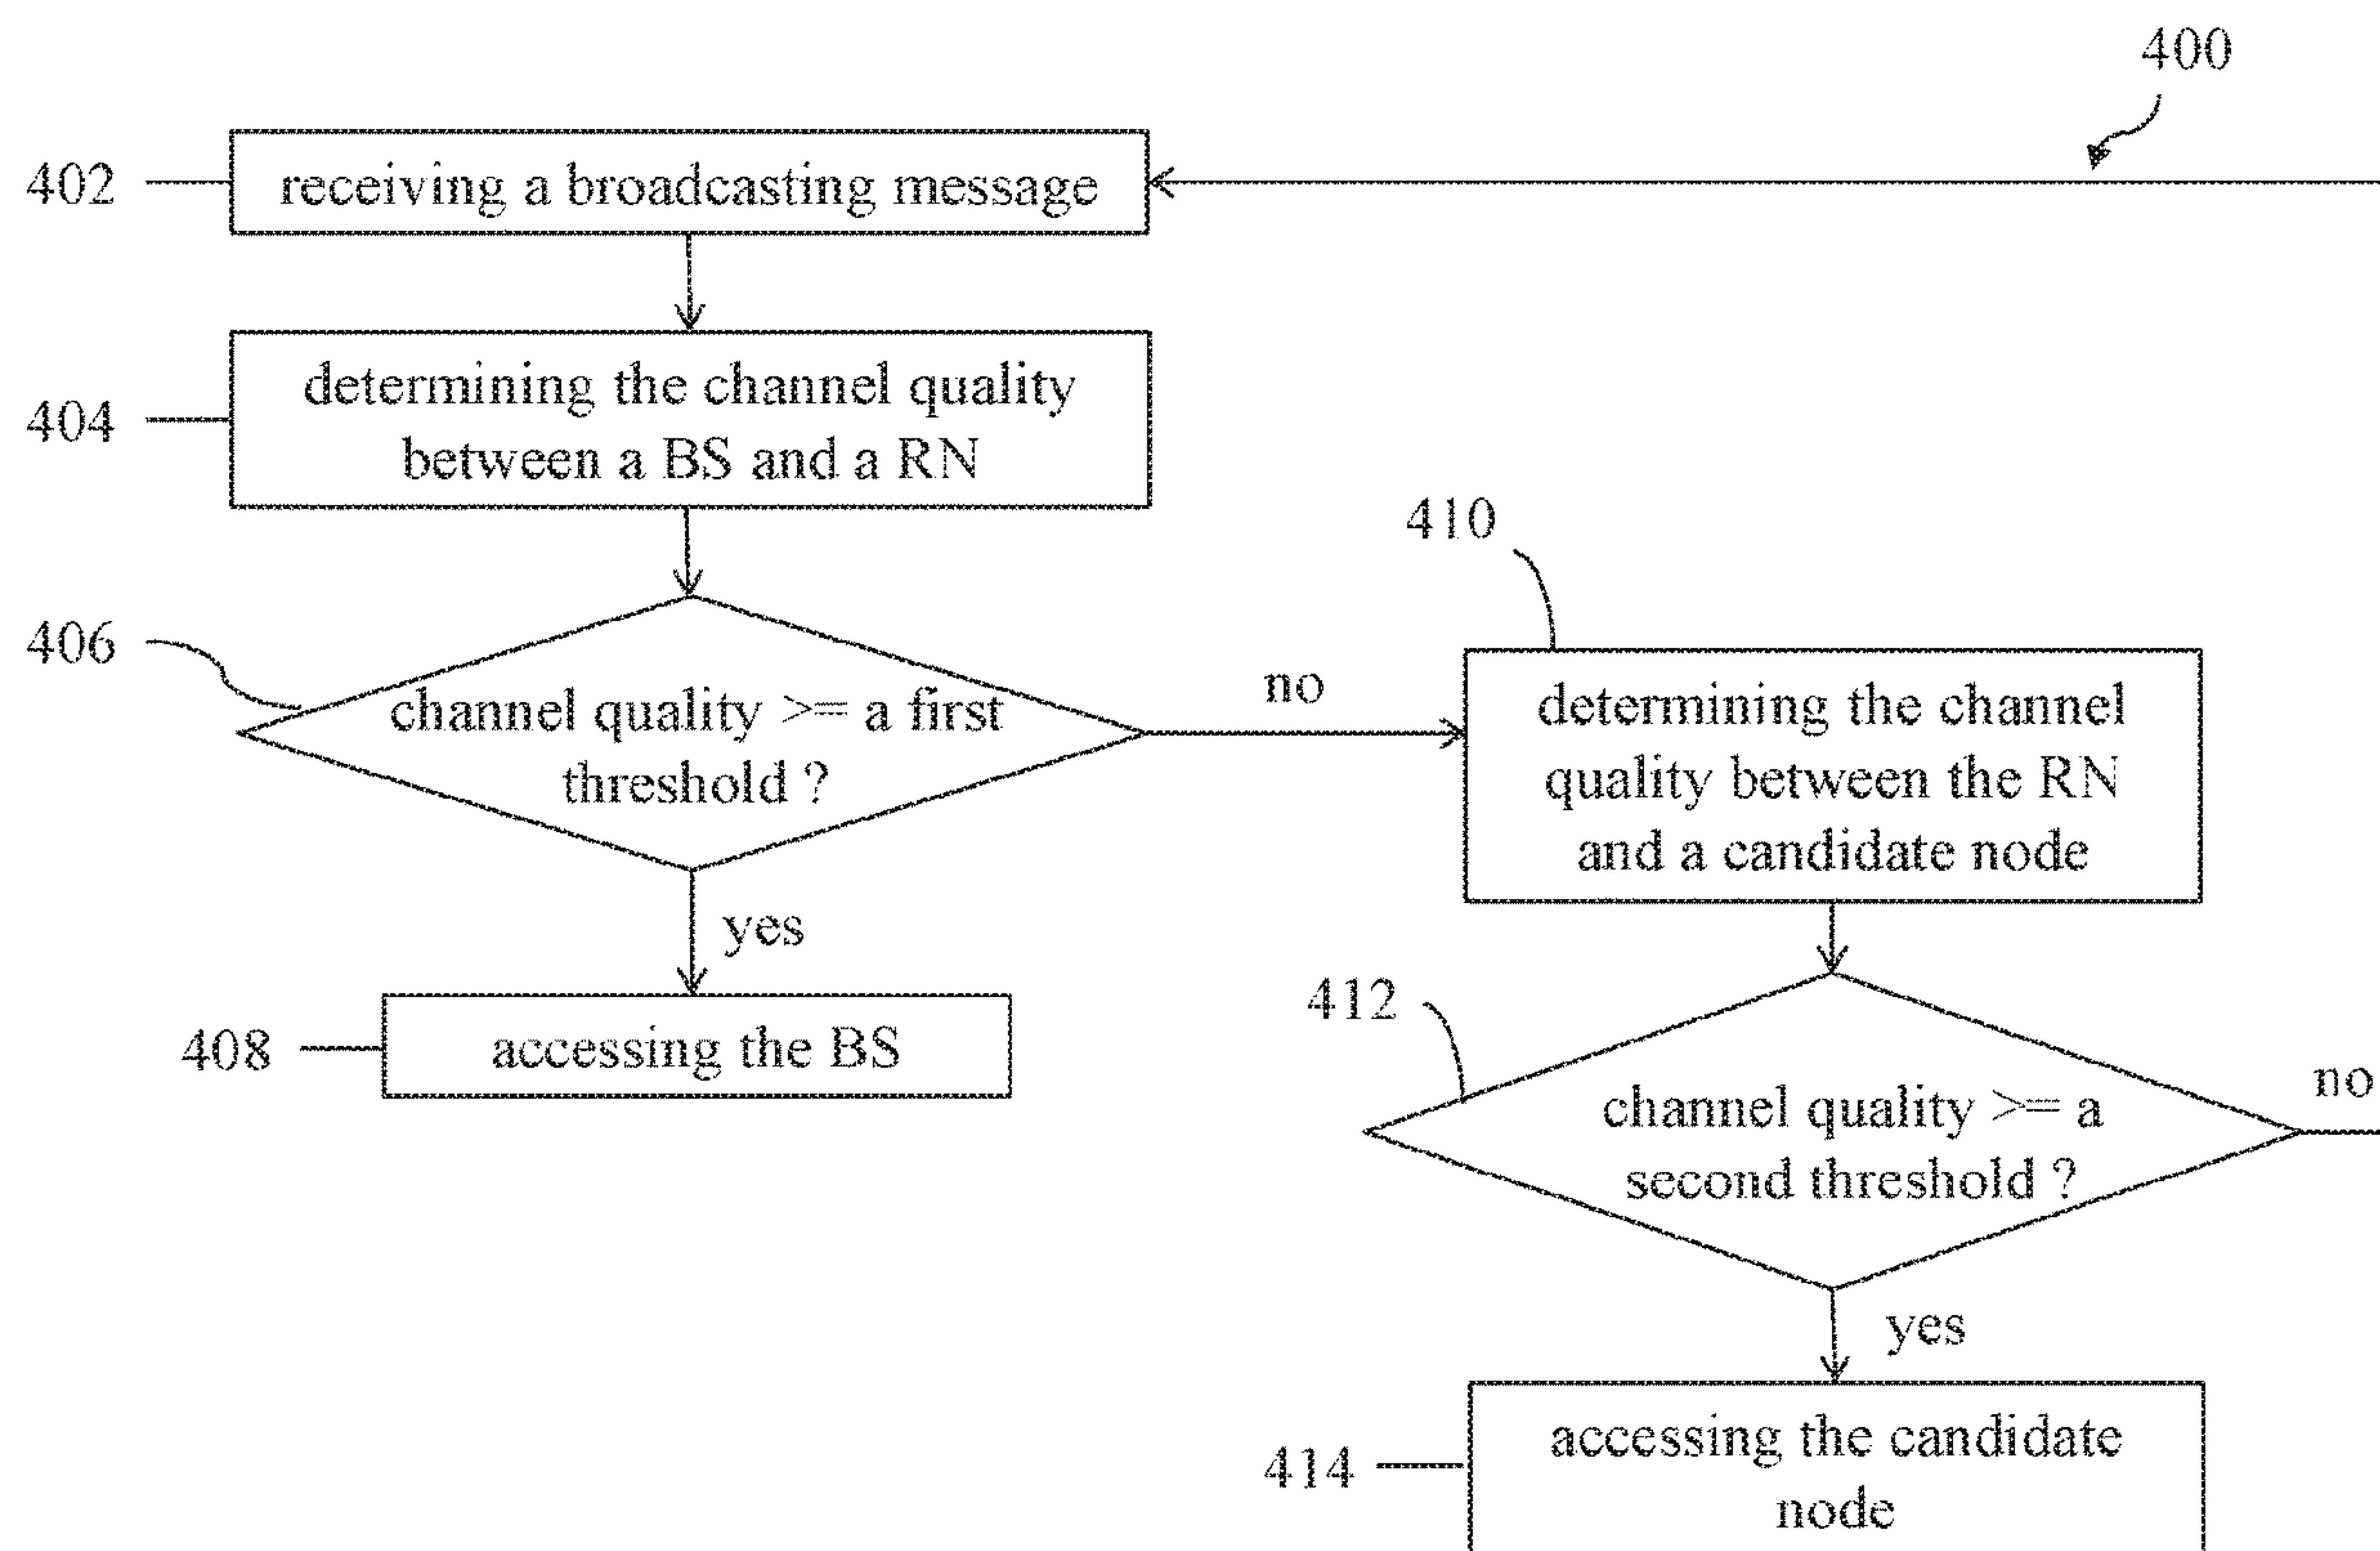 400
402
receiving a broadcasting message
404
determining the channel quality
between a BS and a RN
406
channel quality >= a first
threshold ?
no
yes
408
accessing the BS
410
determining the channel
quality between the RN
and a candidate node
412
channel quality >= a
second threshold ?
no
yes
414
accessing the candidate
node